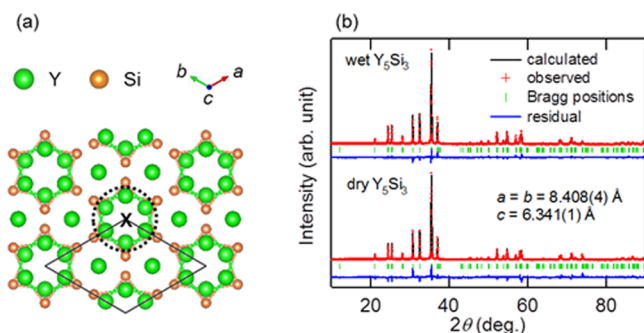 (a)
Y Si
b a
c
X
(b)
Intensity (arb. unit)
wet Y₅Si₃
calculated
observed
Bragg positions
residual
dry Y₅Si₃
a = b = 8.408(4) Å
c = 6.341(1) Å
20 40 60 80
2θ (deg.)